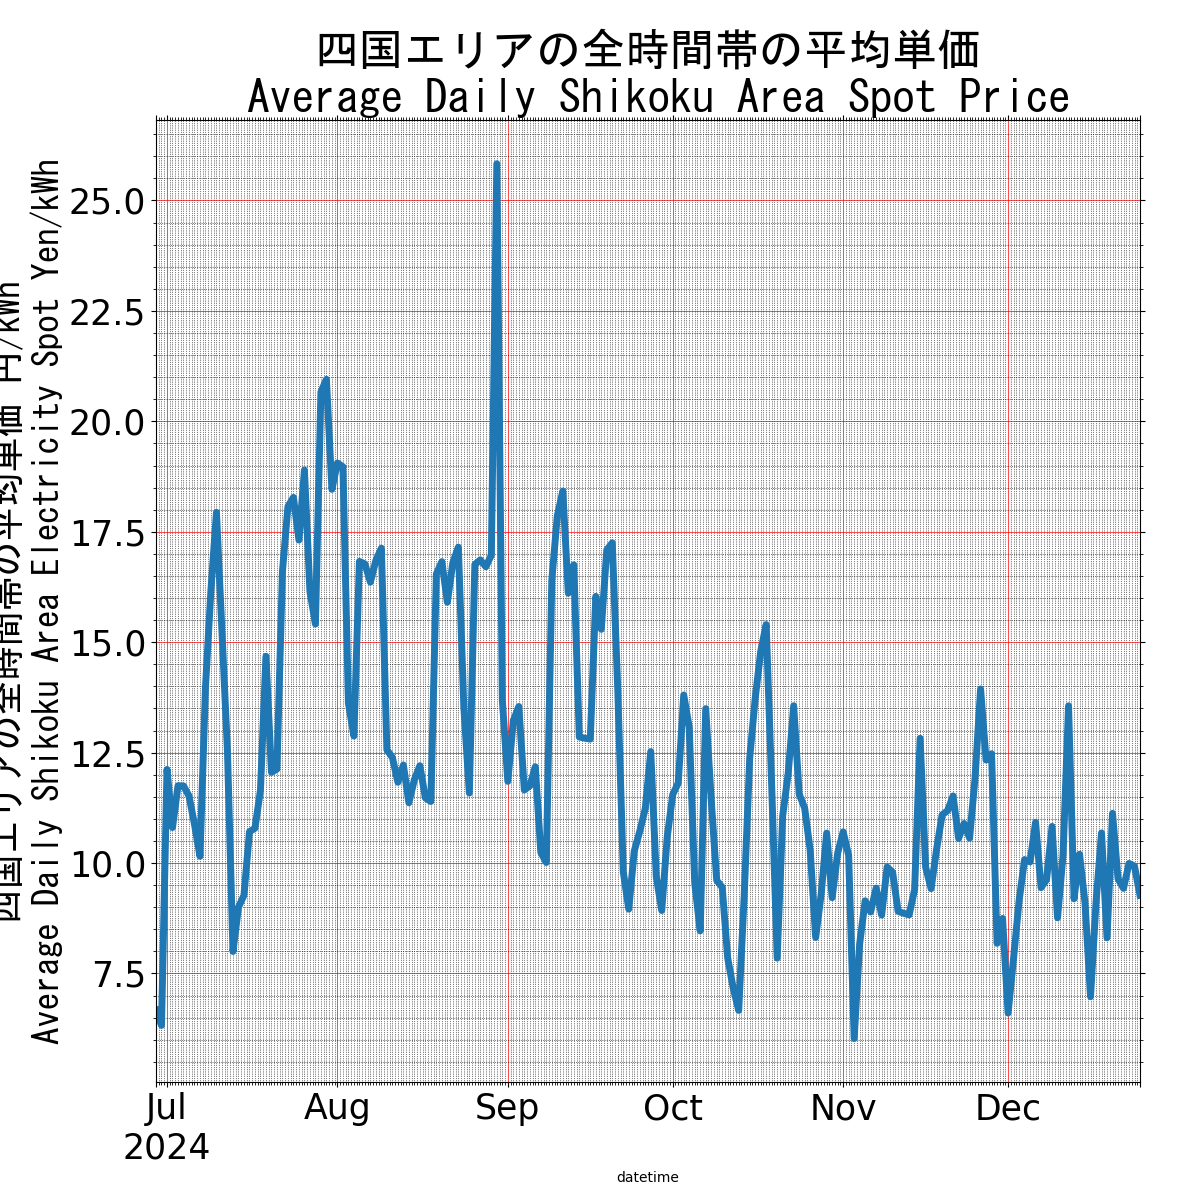 四国エリアの全時間帯の平均単価
Average Daily Shikoku Area Spot Price
四国エリアの全時間帯の平均単価 円/kWh
Average Daily Shikoku Area Electricity Spot Yen/kWh
25.0
22.5
20.0
17.5
15.0
12.5
10.0
7.5
Jul Aug Sep Oct Nov Dec
2024
datetime